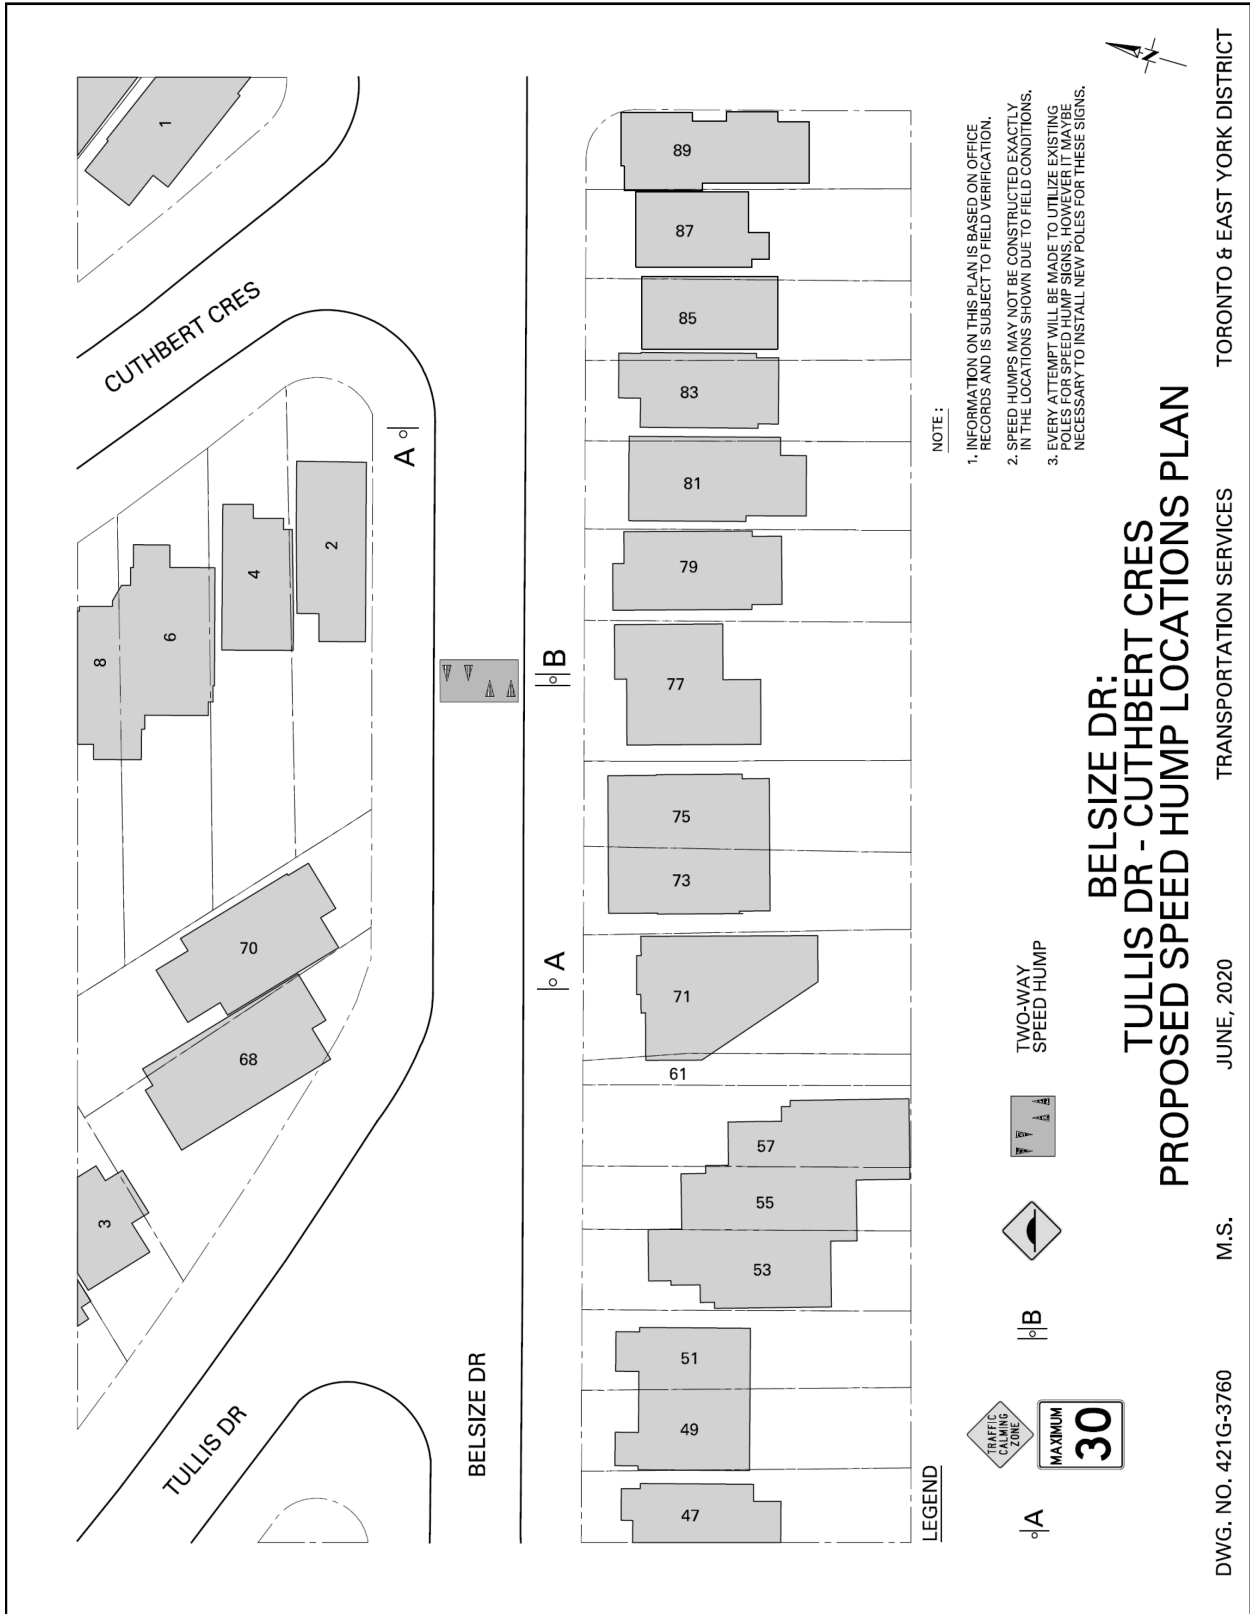 1
CUTHBERT CRES
8
6
4
2
A
70
68
3
TULLIS DR
BELSIZE DR
B
A
47
49
51
53
55
57
61
71
73
75
77
79
81
83
85
87
89
NOTE :
1. INFORMATION ON THIS PLAN IS BASED ON OFFICE
RECORDS AND IS SUBJECT TO FIELD VERIFICATION.
2. SPEED HUMPS MAY NOT BE CONSTRUCTED EXACTLY
IN THE LOCATIONS SHOWN DUE TO FIELD CONDITIONS.
3. EVERY ATTEMPT WILL BE MADE TO UTILIZE EXISTING
POLES FOR SPEED HUMP SIGNS, HOWEVER IT MAYBE
NECESSARY TO INSTALL NEW POLES FOR THESE SIGNS.
N
LEGEND
A
TRAFFIC
CALMING
ZONE
MAXIMUM
30
B
TWO-WAY
SPEED HUMP
BELSIZE DR:
TULLIS DR - CUTHBERT CRES
PROPOSED SPEED HUMP LOCATIONS PLAN
DWG. NO. 421G-3760
M.S.
JUNE, 2020
TRANSPORTATION SERVICES
TORONTO & EAST YORK DISTRICT